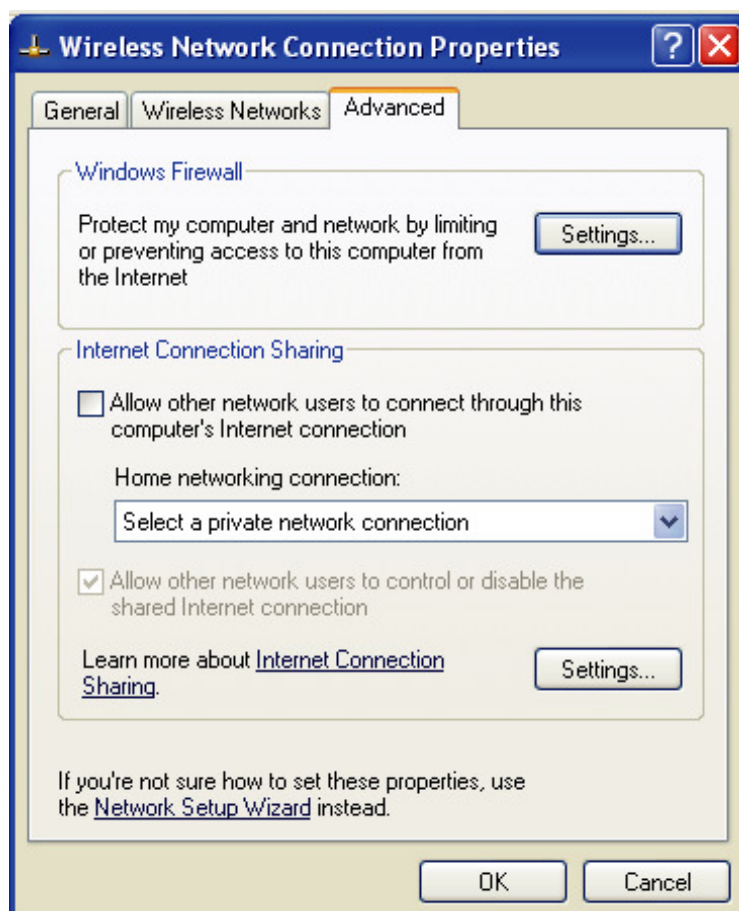 Wireless Network Connection Properties
General Wireless Networks Advanced
Windows Firewall
Protect my computer and network by limiting
or preventing access to this computer from
the Internet
Settings...
Internet Connection Sharing
Allow other network users to connect through this
computer's Internet connection
Home networking connection:
Select a private network connection
Allow other network users to control or disable the
shared Internet connection
Learn more about Internet Connection
Sharing.
Settings...
If you're not sure how to set these properties, use
the Network Setup Wizard instead.
OK Cancel